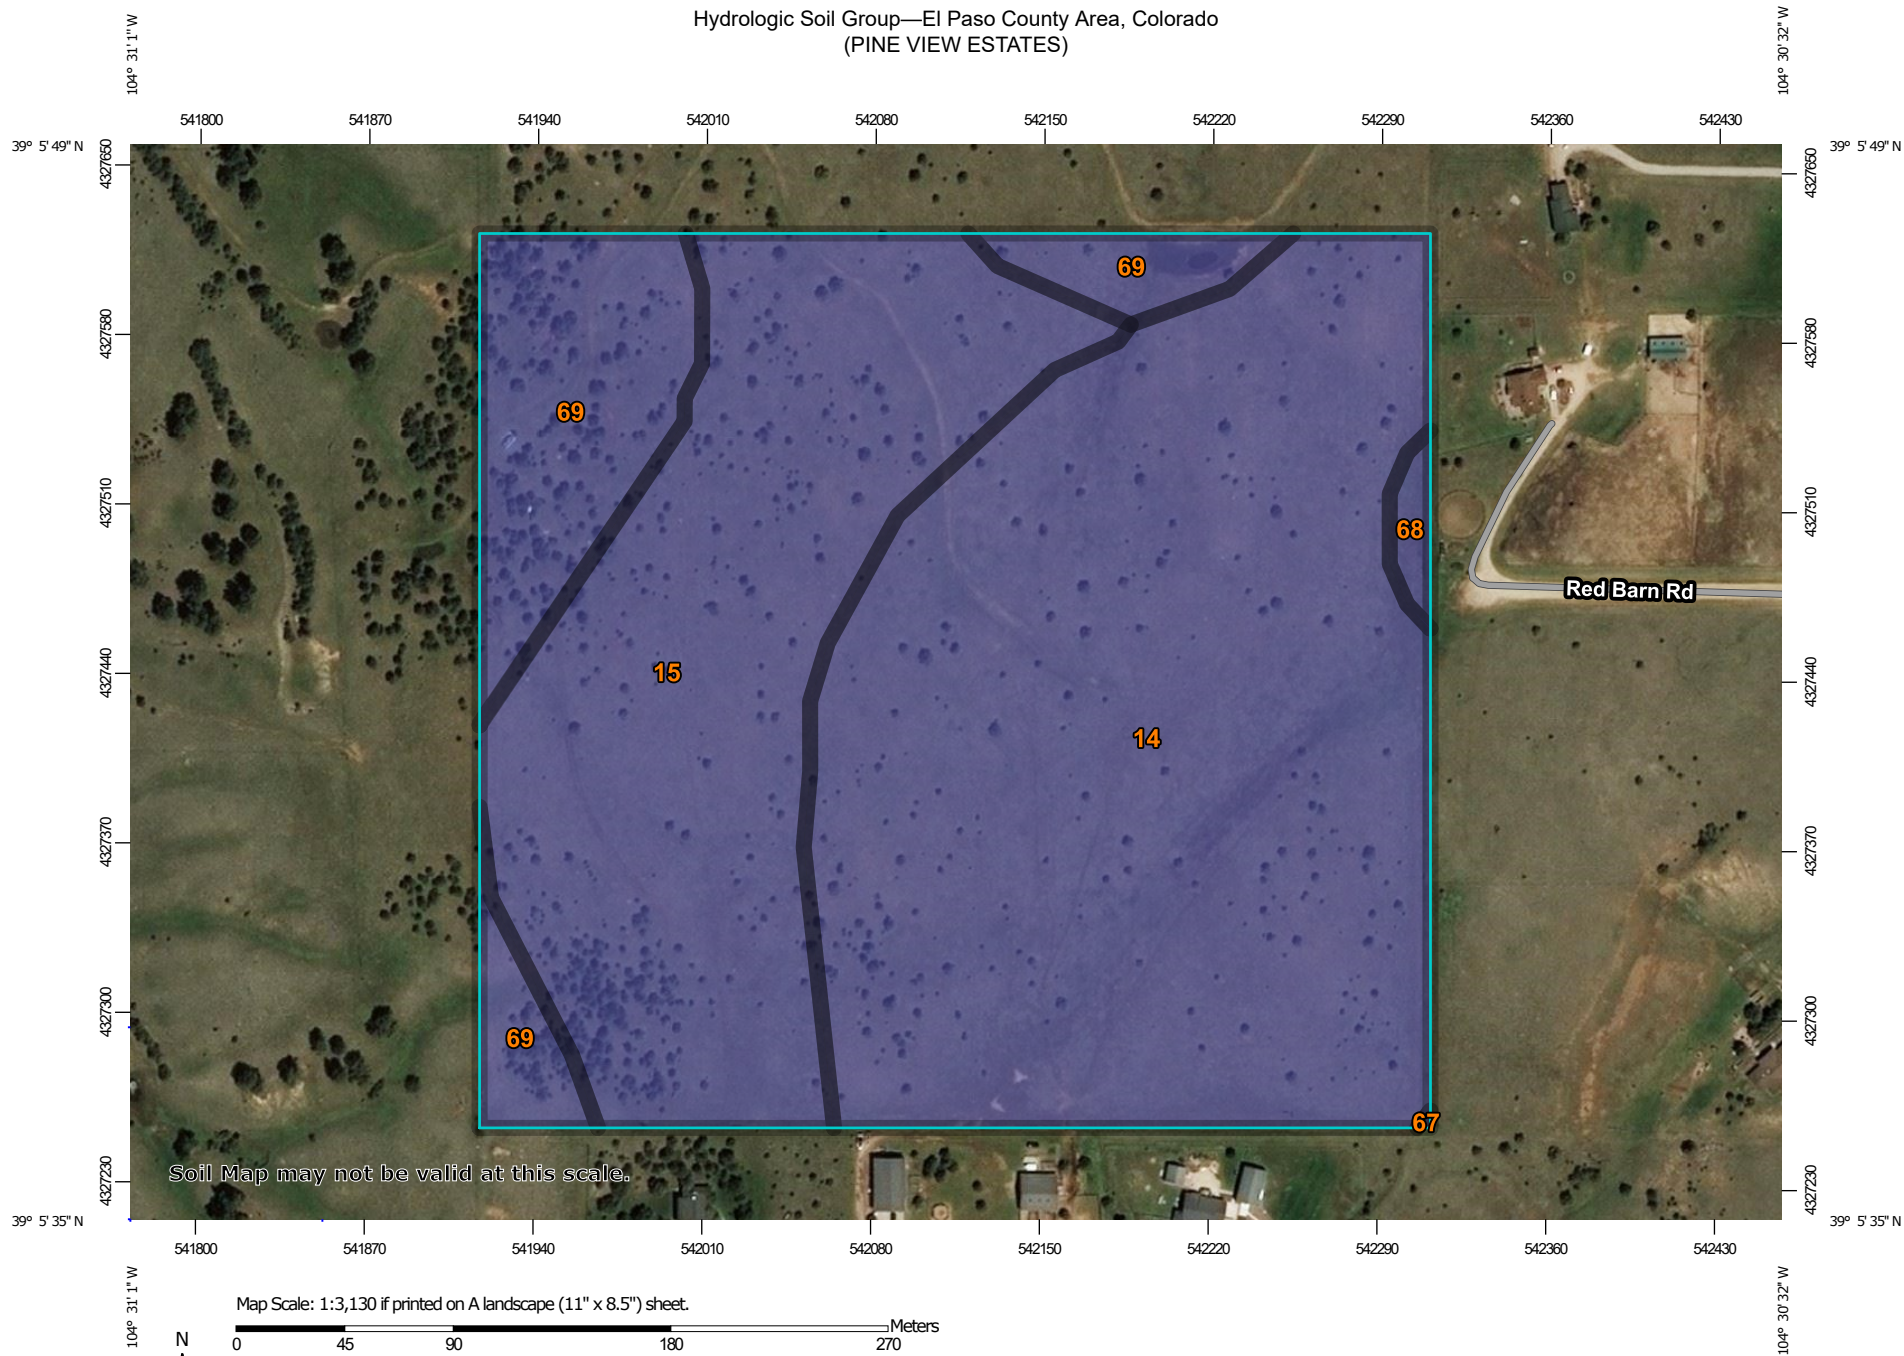 Hydrologic Soil Group—El Paso County Area, Colorado
(PINE VIEW ESTATES)
104° 31' 1" W
104° 30' 32" W
541800 541870 541940 542010 542080 542150 542220 542290 542360 542430
39° 5' 49" N
39° 5' 49" N
4327650
4327650
69
4327580
4327580
69
4327510
4327510
68
Red Barn Rd
4327440
4327440
15
14
4327370
4327370
4327300
4327300
69
67
Soil Map may not be valid at this scale.
4327230
4327230
39° 5' 35" N
39° 5' 35" N
541800 541870 541940 542010 542080 542150 542220 542290 542360 542430
104° 31' 1" W
104° 30' 32" W
Map Scale: 1:3,130 if printed on A landscape (11" x 8.5") sheet.
Meters
N
0 45 90 180 270